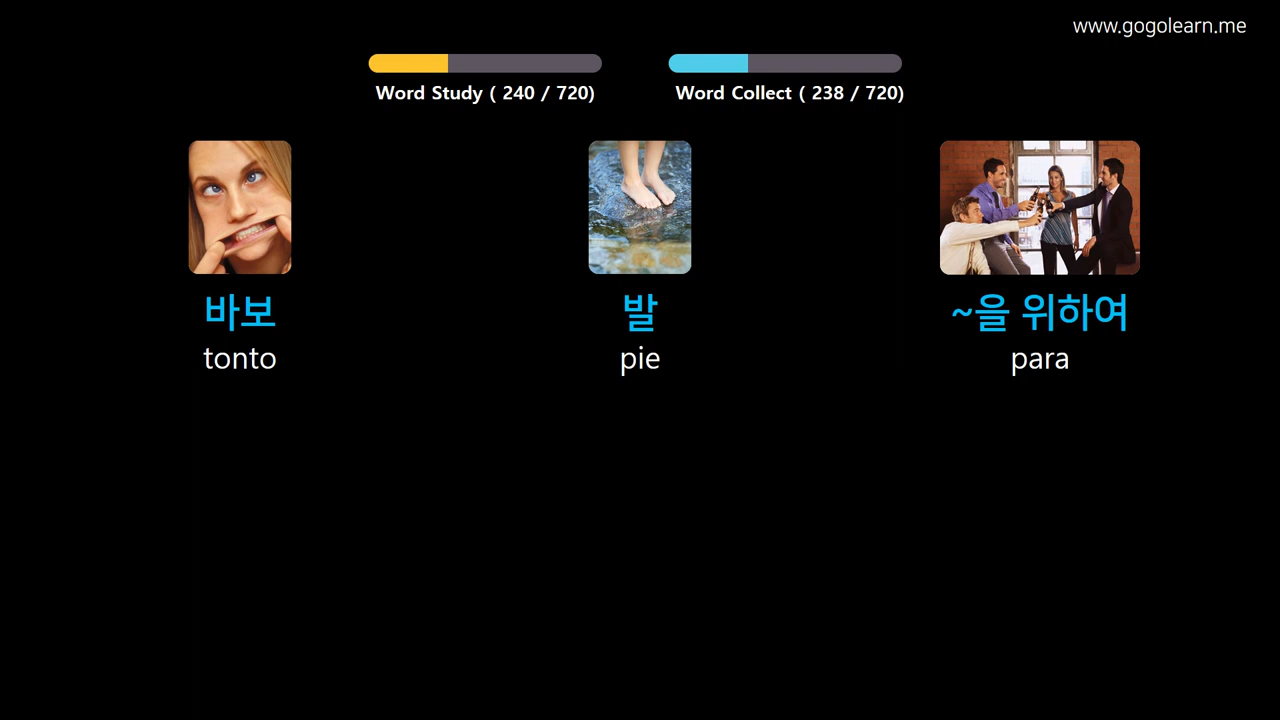 www.gogolearn.me
Word Study ( 240 / 720)
Word Collect ( 238 / 720)
바보
tonto
발
pie
~을 위하여
para